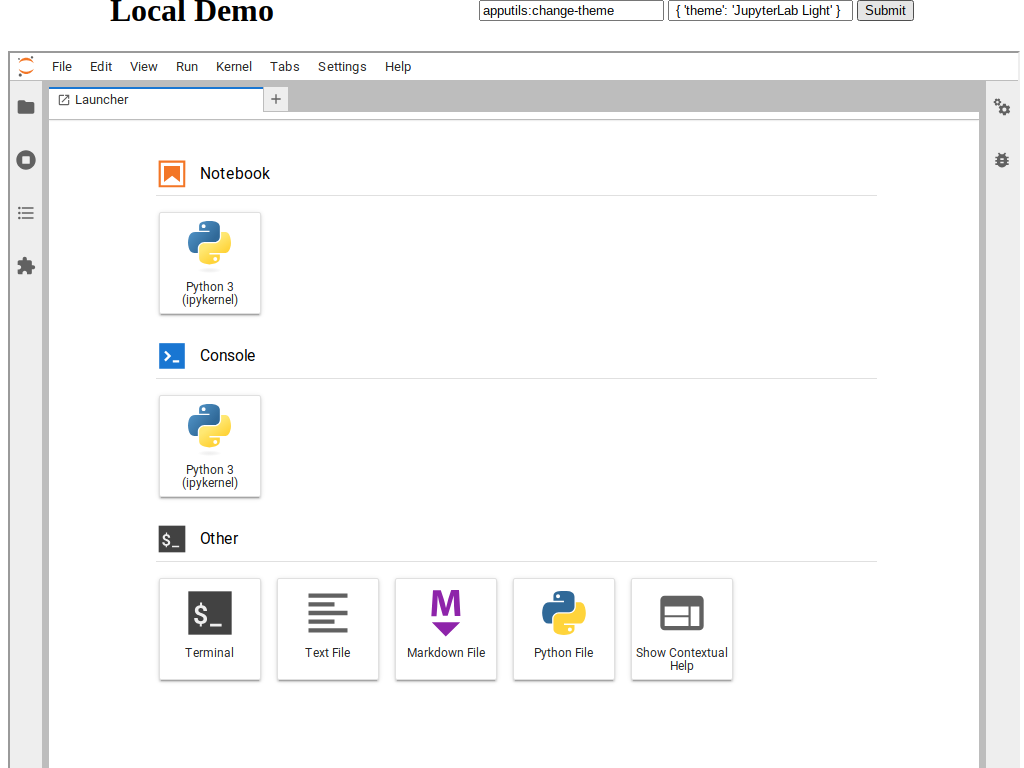 Local Demo
apputils:change-theme
{ 'theme': 'JupyterLab Light' }
Submit
File Edit View Run Kernel Tabs Settings Help
Launcher
+
Notebook
Python 3
(ipykernel)
Console
Python 3
(ipykernel)
$_ Other
$_
Terminal
Text File
M
Markdown File
Python File
Show Contextual
Help